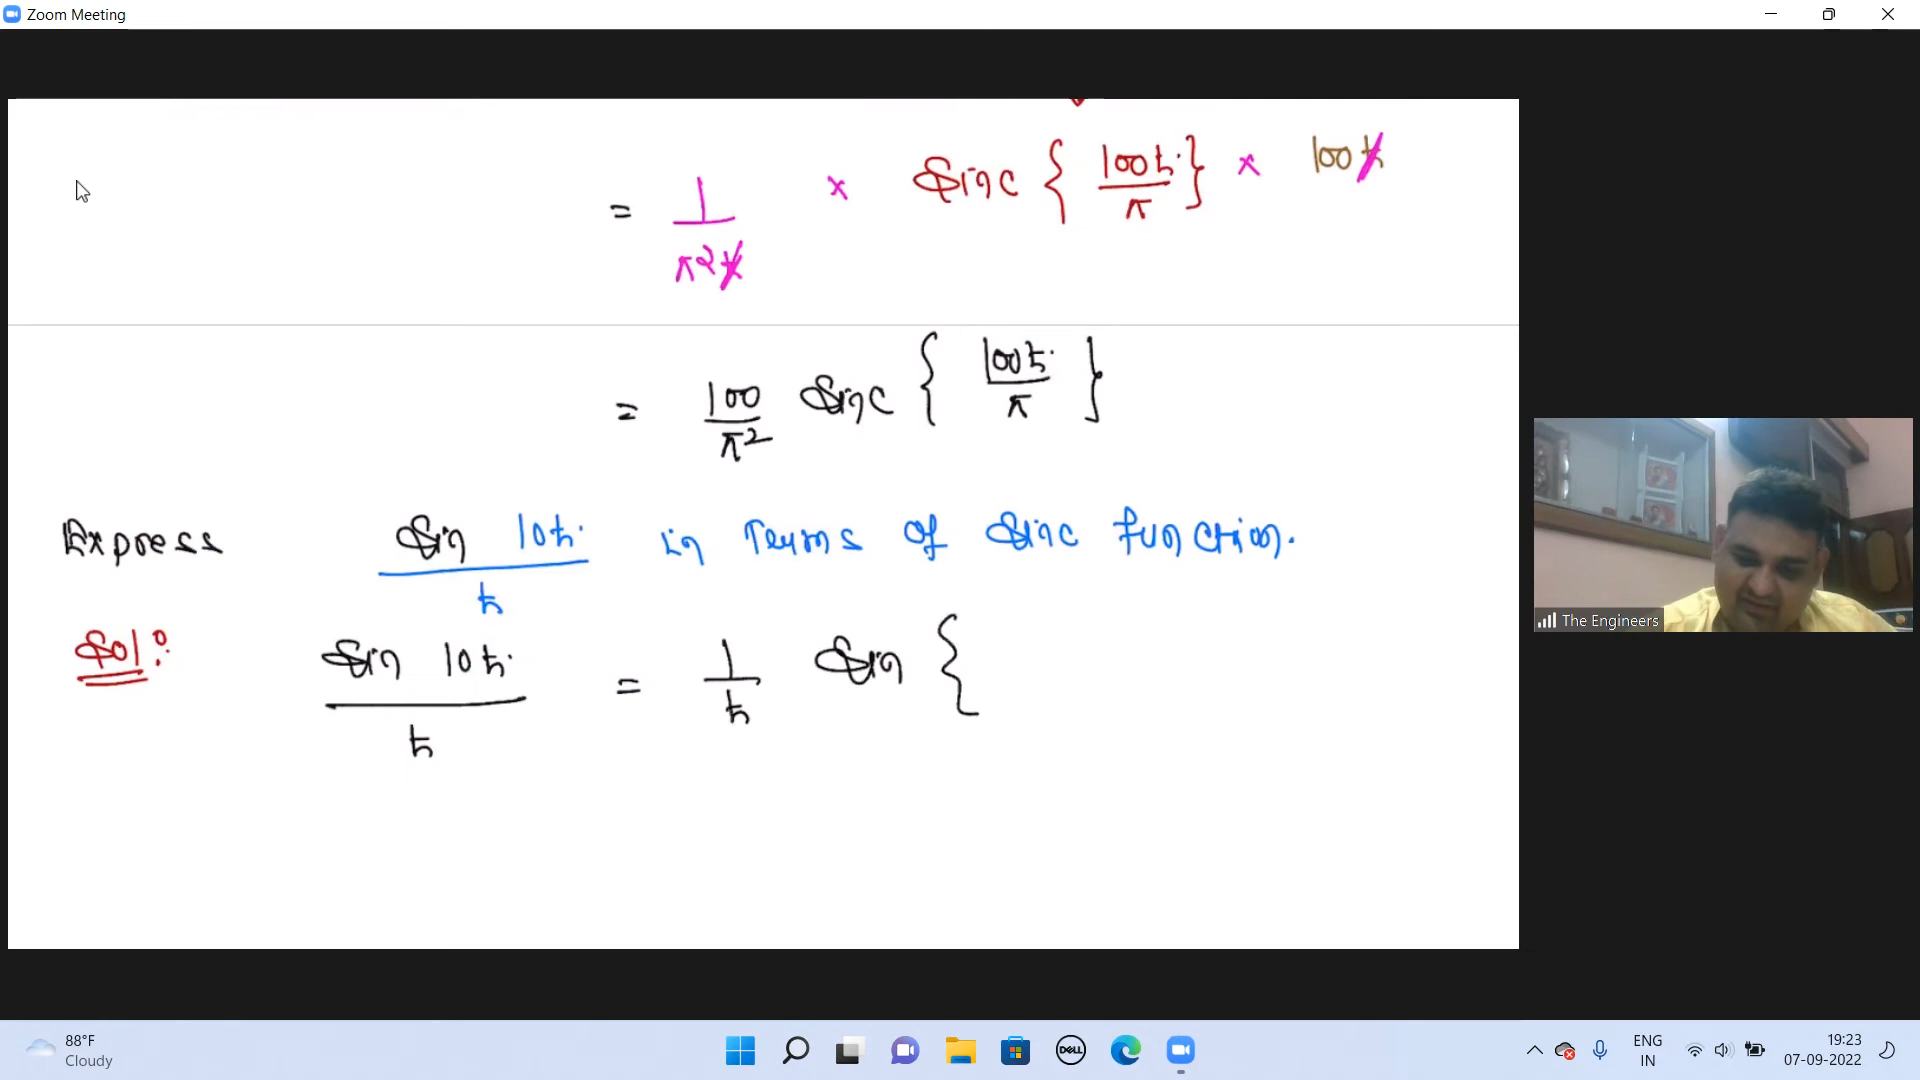 Zoom Meeting
= 1/π²t × Sinc { 100t/π } × 100t
= 100/π² Sinc { 100t/π }
Express Sin 10t/t in Terms of Sinc function.
Sol: Sin 10t/t = 1/t Sin {
The Engineers
88°F
Cloudy
DELL
ENG
IN
19:23
07-09-2022